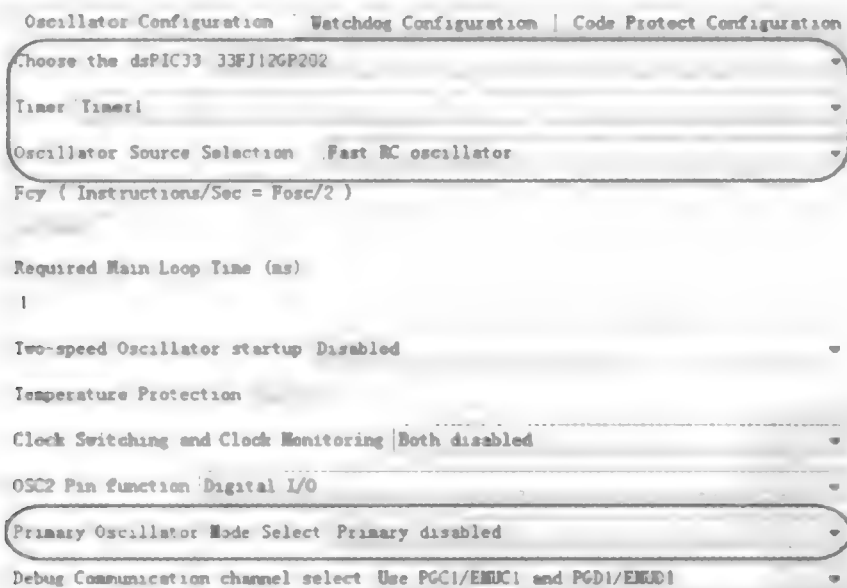 Oscillator Configuration Watchdog Configuration | Code Protect Configuration
Choose the dsPIC33 33FJ12GP202
Timer Timer1
Oscillator Source Selection Fast RC oscillator
Fcy ( Instructions/Sec = Fosc/2 )
Required Main Loop Time (ms)
1
Two-speed Oscillator startup Disabled
Temperature Protection
Clock Switching and Clock Monitoring Both disabled
OSC2 Pin function Digital I/O
Primary Oscillator Mode Select Primary disabled
Debug Communication channel select Use PGC1/EMUC1 and PGD1/EMUD1